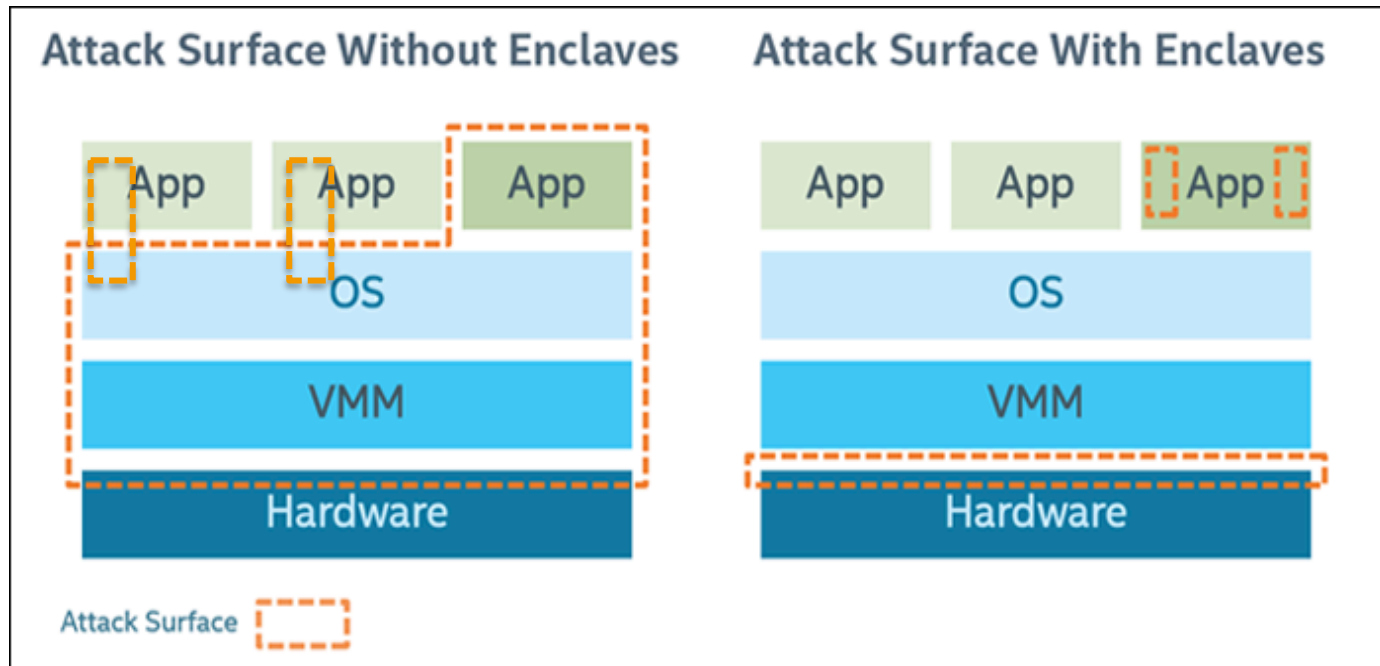 Attack Surface Without Enclaves
App App App
OS
VMM
Hardware
Attack Surface
Attack Surface With Enclaves
App App App
OS
VMM
Hardware